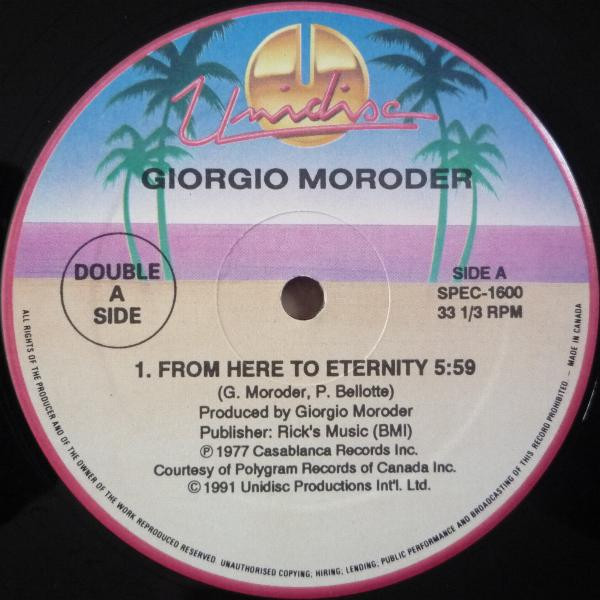 Unidisc
GIORGIO MORODER
DOUBLE
A
SIDE
SIDE A
SPEC-1600
33 1/3 RPM
1. FROM HERE TO ETERNITY 5:59
(G. Moroder, P. Bellotte)
Produced by Giorgio Moroder
Publisher: Rick's Music (BMI)
℗ 1977 Casablanca Records Inc.
Courtesy of Polygram Records of Canada Inc.
© 1991 Unidisc Productions Int'l. Ltd.
ALL RIGHTS OF THE PRODUCER AND OF THE OWNER OF THE WORK REPRODUCED RESERVED. UNAUTHORISED COPYING; HIRING; LENDING, PUBLIC PERFORMANCE AND BROADCASTING OF THIS RECORD PROHIBITED. – MADE IN CANADA